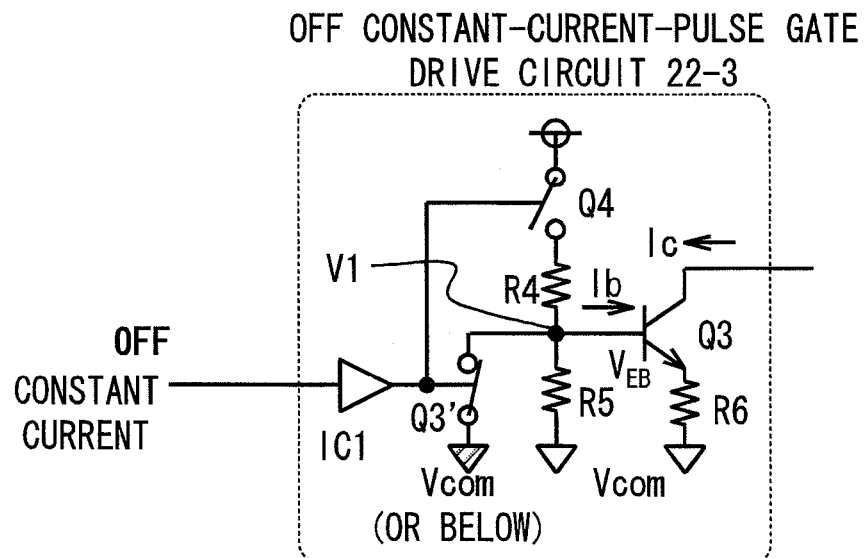 OFF CONSTANT-CURRENT-PULSE GATE
DRIVE CIRCUIT 22-3
Q4
Ic
V1
R4
Ib
OFF
CONSTANT
CURRENT
IC1
Q3'
R5
VEB
Q3
R6
Vcom
(OR BELOW)
Vcom